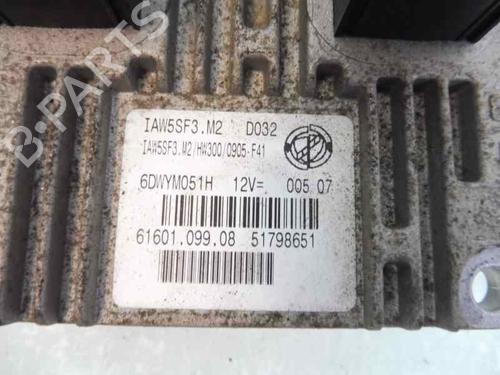 IAW5SF3.M2 D032
IAW5SF3.M2/HW300/0905-F41
6DWYM051H 12V= 005 07
61601.099.08 51798651
B-PARTS